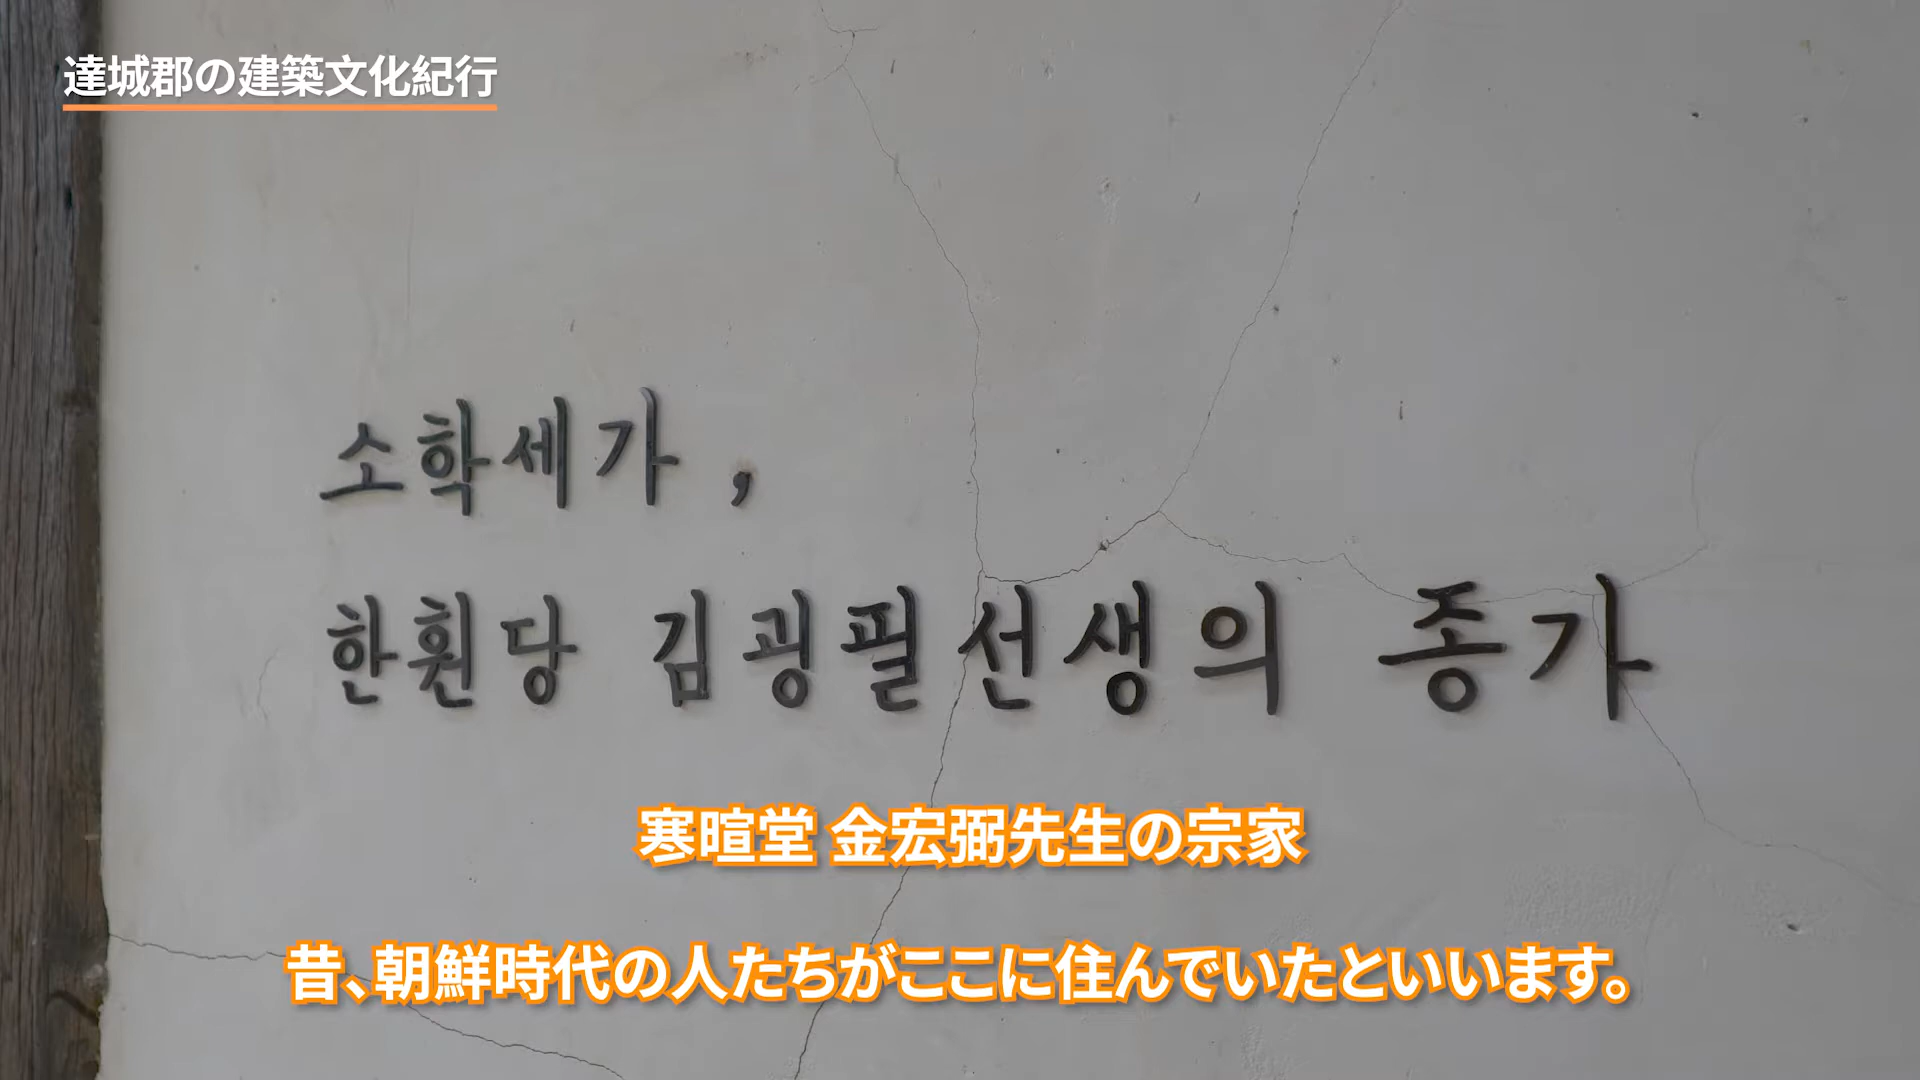 達城郡の建築文化紀行
소학세가,
한훤당 김굉필선생의 종가
寒暄堂 金宏弼先生の宗家
昔、朝鮮時代の人たちがここに住んでいたといいます。